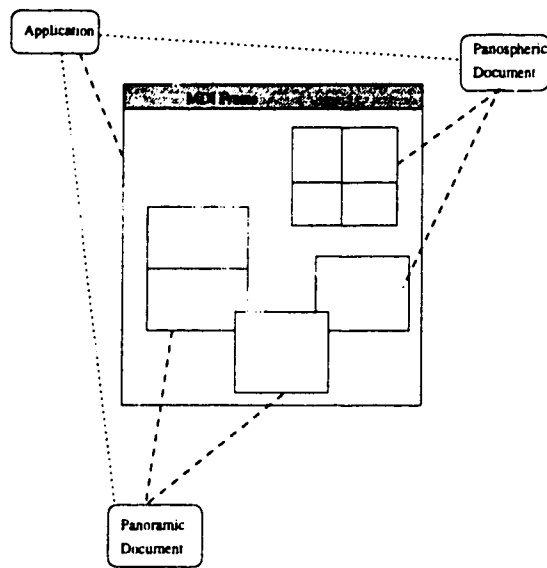 Application
Panospheric
Document
MDI Frame
Panoramic
Document